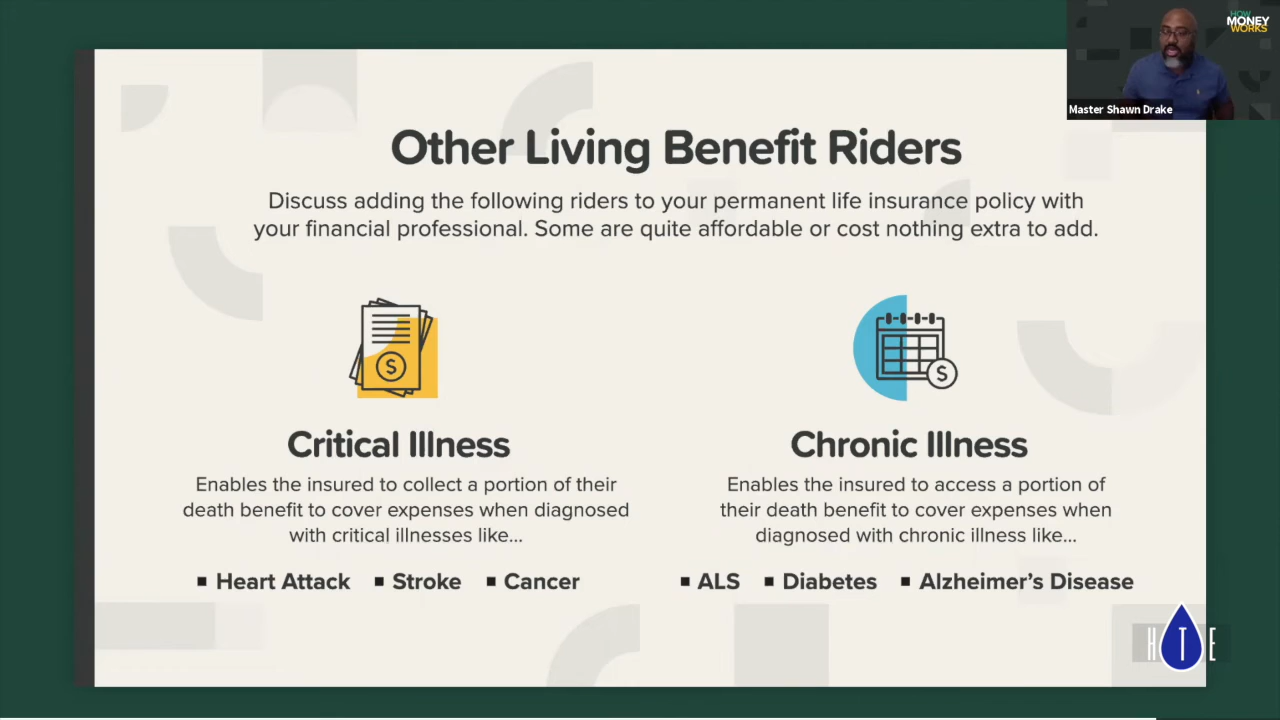 HOW
MONEY
WORKS
Master Shawn Drake
Other Living Benefit Riders
Discuss adding the following riders to your permanent life insurance policy with
your financial professional. Some are quite affordable or cost nothing extra to add.
$
$
Critical Illness
Enables the insured to collect a portion of their
death benefit to cover expenses when diagnosed
with critical illnesses like...
▪ Heart Attack ▪ Stroke ▪ Cancer
Chronic Illness
Enables the insured to access a portion of
their death benefit to cover expenses when
diagnosed with chronic illness like...
▪ ALS ▪ Diabetes ▪ Alzheimer's Disease
H T E